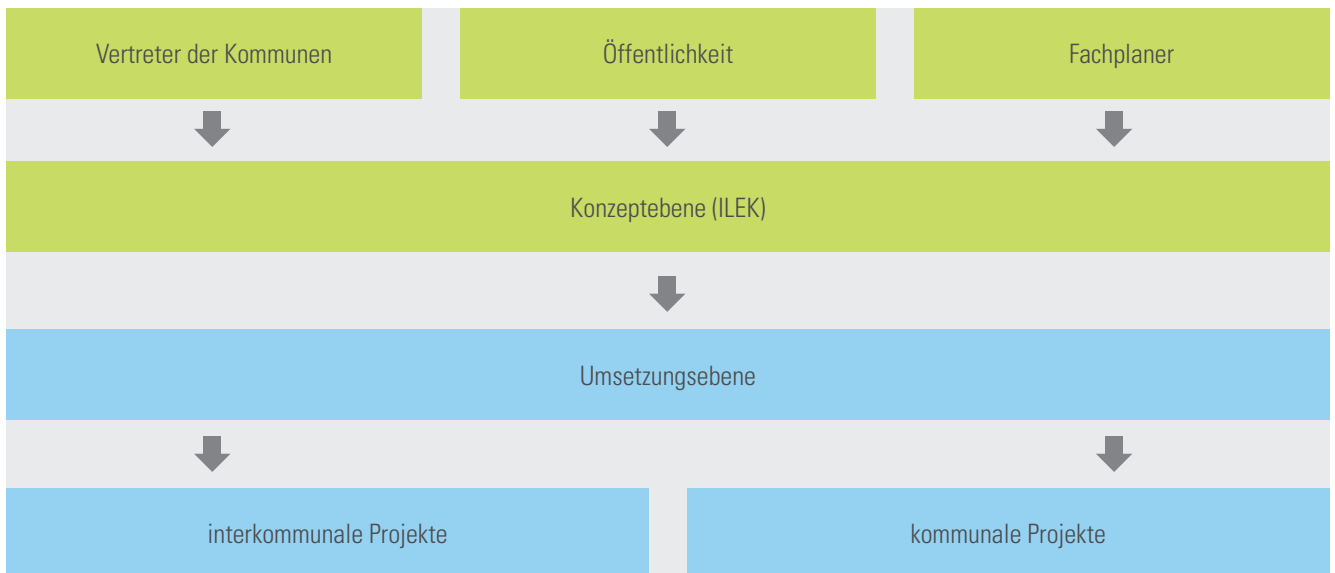 Vertreter der Kommunen
Öffentlichkeit
Fachplaner
Konzeptebene (ILEK)
Umsetzungsebene
interkommunale Projekte
kommunale Projekte